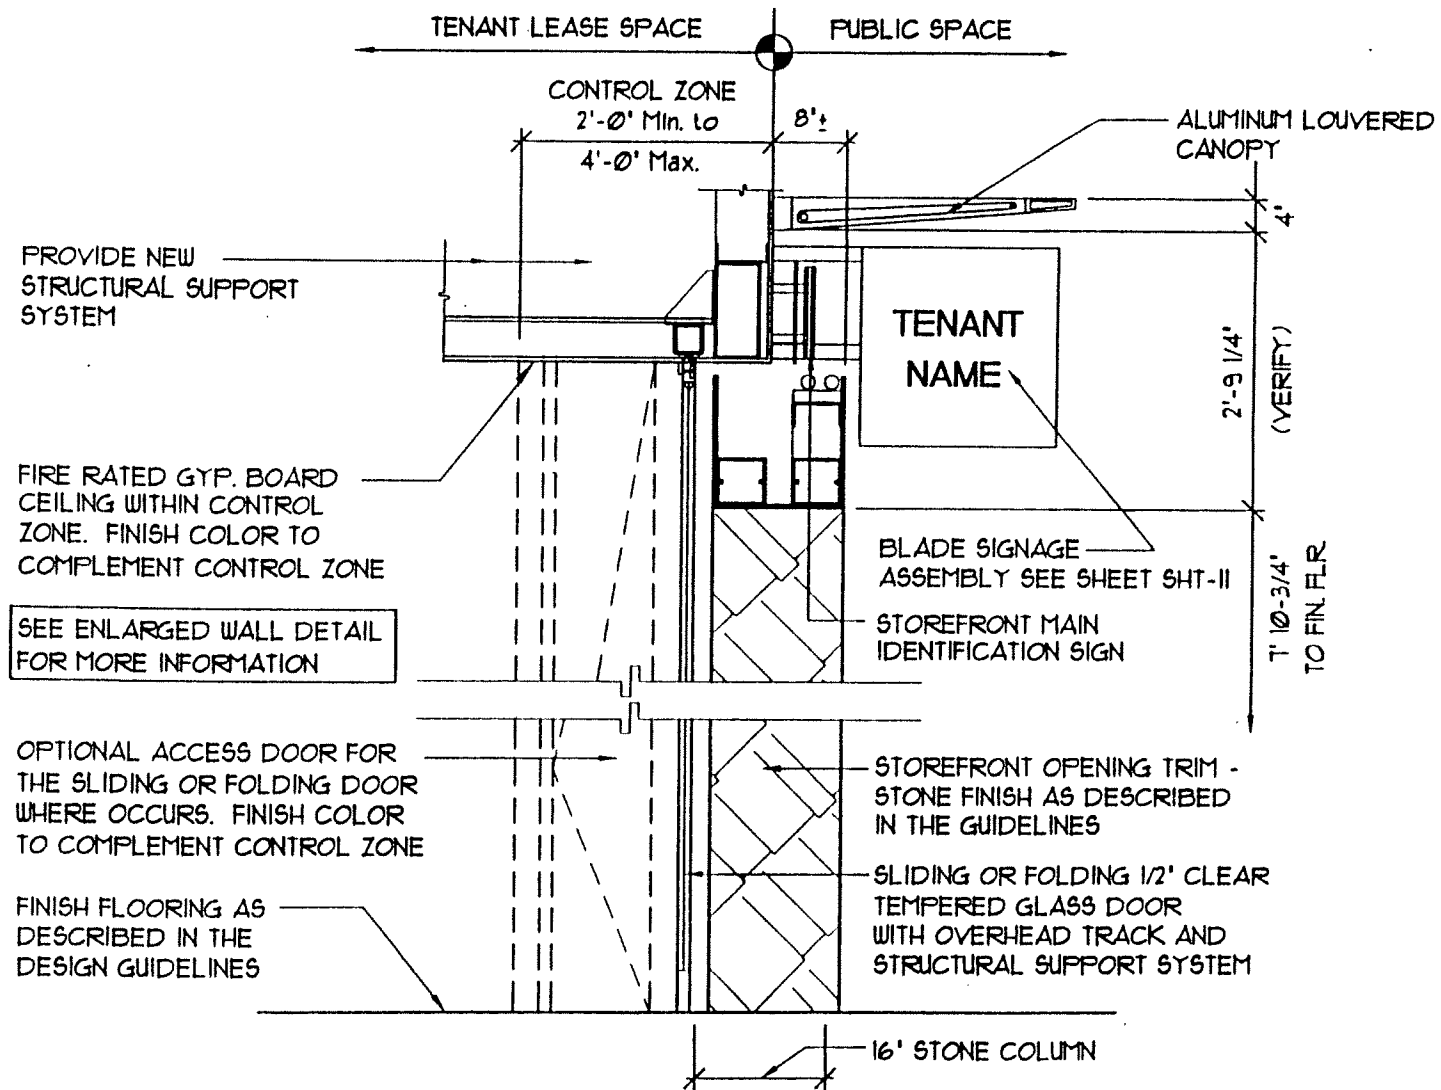 TENANT LEASE SPACE
PUBLIC SPACE
CONTROL ZONE
2'-0' Min. to
4'-0' Max.
8'±
ALUMINUM LOUVERED
CANOPY
4'
PROVIDE NEW
STRUCTURAL SUPPORT
SYSTEM
TENANT
NAME
2'-9 1/4'
(VERIFY)
FIRE RATED GYP. BOARD
CEILING WITHIN CONTROL
ZONE. FINISH COLOR TO
COMPLEMENT CONTROL ZONE
BLADE SIGNAGE
ASSEMBLY SEE SHEET SHT-11
7' 10-3/4'
TO FIN. FLR
SEE ENLARGED WALL DETAIL
FOR MORE INFORMATION
STOREFRONT MAIN
IDENTIFICATION SIGN
OPTIONAL ACCESS DOOR FOR
THE SLIDING OR FOLDING DOOR
WHERE OCCURS. FINISH COLOR
TO COMPLEMENT CONTROL ZONE
STOREFRONT OPENING TRIM -
STONE FINISH AS DESCRIBED
IN THE GUIDELINES
SLIDING OR FOLDING 1/2' CLEAR
TEMPERED GLASS DOOR
WITH OVERHEAD TRACK AND
STRUCTURAL SUPPORT SYSTEM
FINISH FLOORING AS
DESCRIBED IN THE
DESIGN GUIDELINES
16' STONE COLUMN